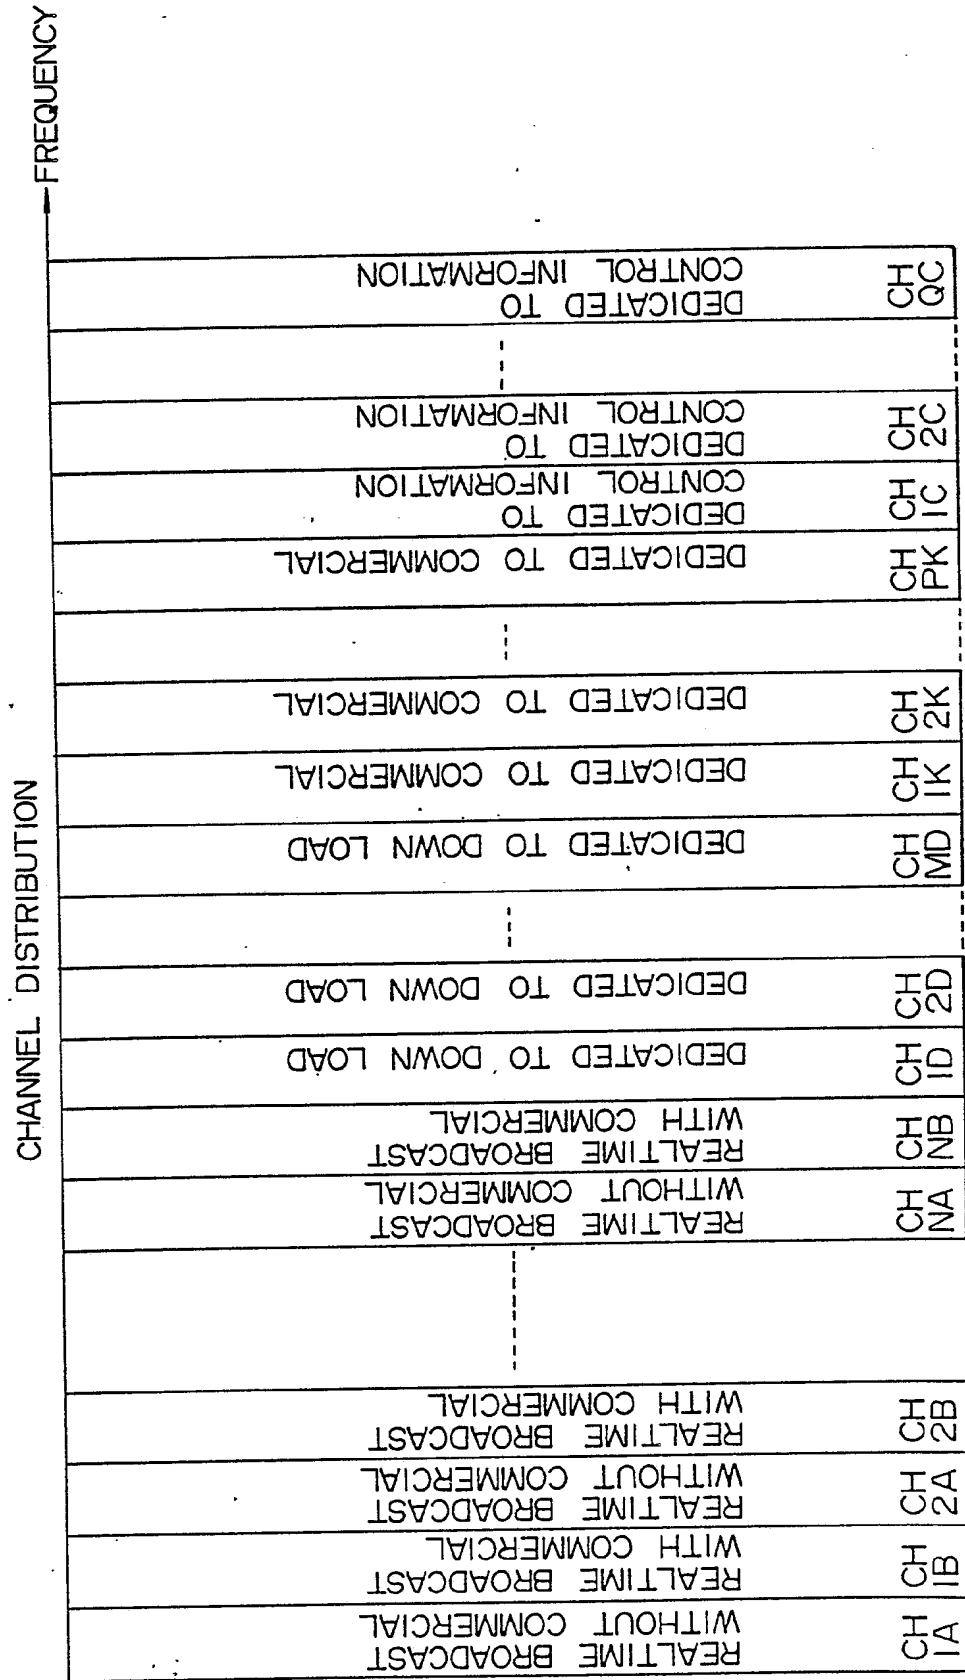 CHANNEL DISTRIBUTION
FREQUENCY
REALTIME BROADCAST
WITHOUT COMMERCIAL
CH
1A
REALTIME BROADCAST
WITH COMMERCIAL
CH
1B
REALTIME BROADCAST
WITHOUT COMMERCIAL
CH
2A
REALTIME BROADCAST
WITH COMMERCIAL
CH
2B
REALTIME BROADCAST
WITHOUT COMMERCIAL
CH
NA
REALTIME BROADCAST
WITH COMMERCIAL
CH
NB
DEDICATED TO DOWN LOAD
CH
1D
DEDICATED TO DOWN LOAD
CH
2D
DEDICATED TO DOWN LOAD
CH
MD
DEDICATED TO COMMERCIAL
CH
1K
DEDICATED TO COMMERCIAL
CH
2K
DEDICATED TO COMMERCIAL
CH
PK
DEDICATED TO
CONTROL INFORMATION
CH
1C
DEDICATED TO
CONTROL INFORMATION
CH
2C
DEDICATED TO
CONTROL INFORMATION
CH
QC